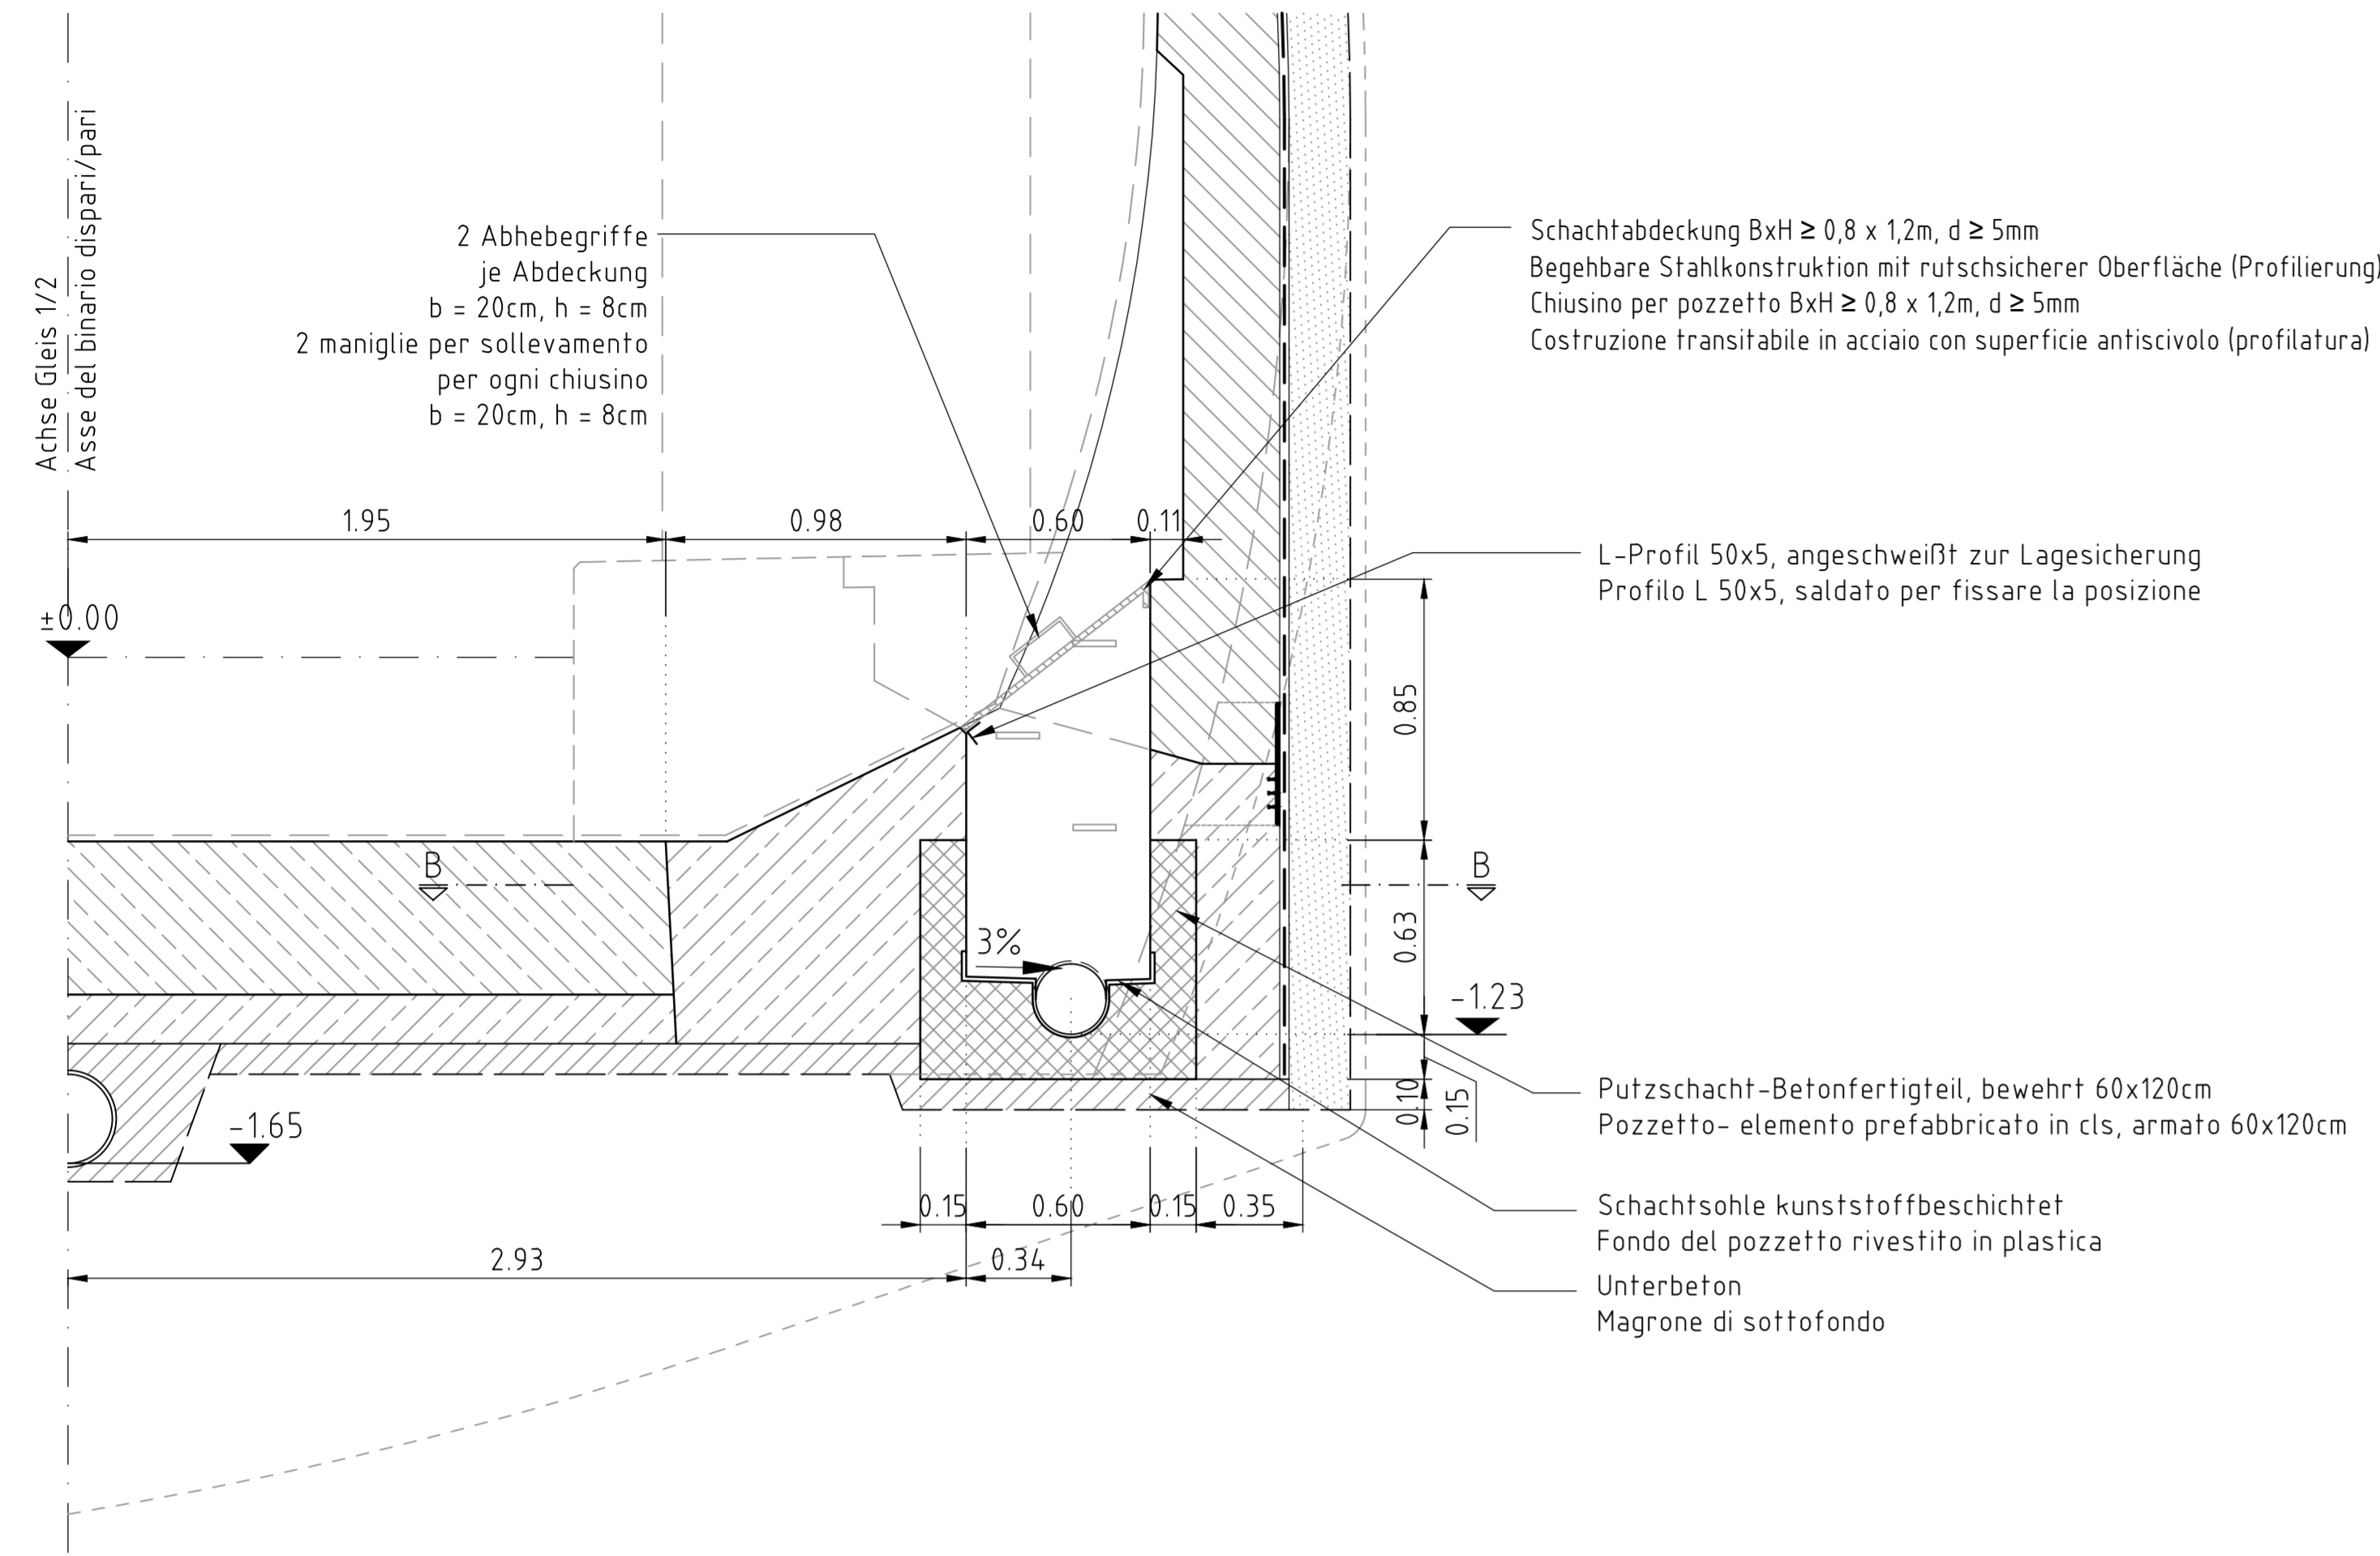 Achse Gleis 1/2
Asse del binario dispari/pari
2 Abhebegriffe
je Abdeckung
b = 20cm, h = 8cm
2 maniglie per sollevamento
per ogni chiusino
b = 20cm, h = 8cm
Schachtabdeckung BxH ≥ 0,8 x 1,2m, d ≥ 5mm
Begehbare Stahlkonstruktion mit rutschsicherer Oberfläche (Profilierung)
Chiusino per pozzetto BxH ≥ 0,8 x 1,2m, d ≥ 5mm
Costruzione transitabile in acciaio con superficie antiscivolo (profilatura)
1.95 0.98 0.60 0.11
L-Profil 50x5, angeschweißt zur Lagesicherung
Profilo L 50x5, saldato per fissare la posizione
±0.00
0.85
B
B
0.63
3%
-1.23
0.10
0.15
-1.65
Putzschacht-Betonfertigteil, bewehrt 60x120cm
Pozzetto- elemento prefabbricato in cls, armato 60x120cm
0.15 0.60 0.15 0.35
Schachtsohle kunststoffbeschichtet
Fondo del pozzetto rivestito in plastica
2.93 0.34
Unterbeton
Magrone di sottofondo